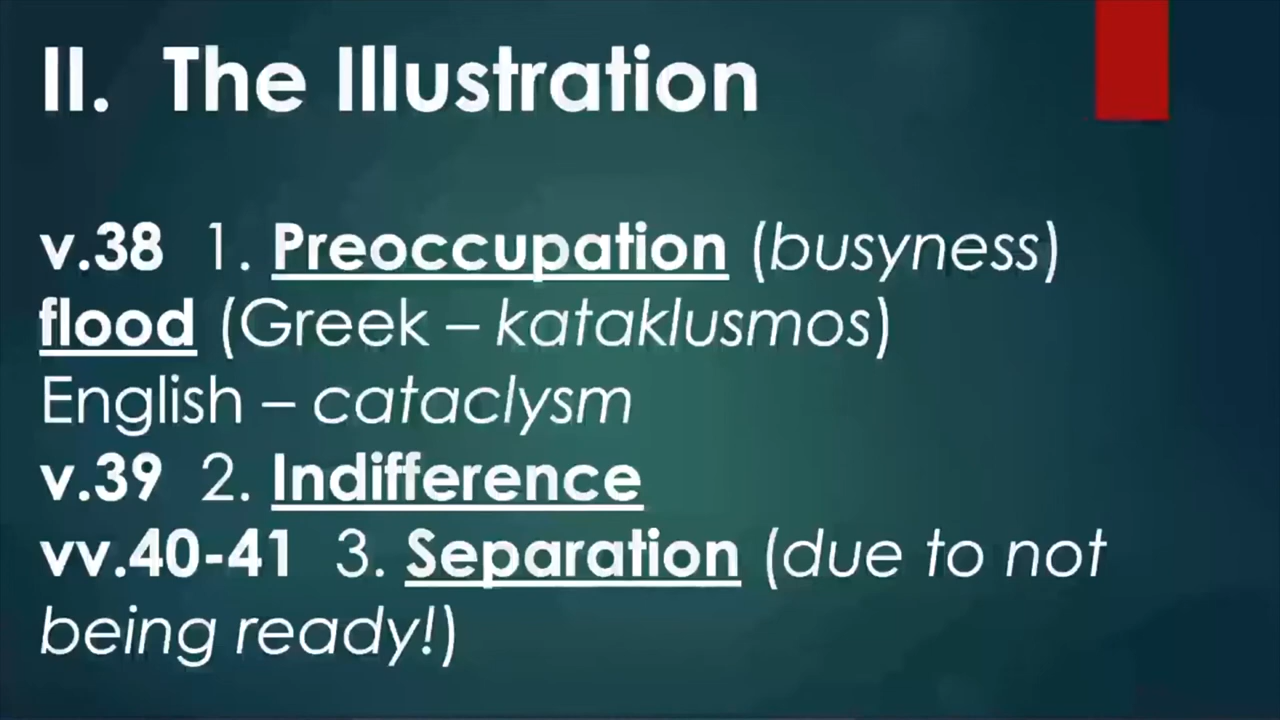 II. The Illustration
v.38 1. Preoccupation (busyness)
flood (Greek – kataklusmos)
English – cataclysm
v.39 2. Indifference
vv.40-41 3. Separation (due to not
being ready!)